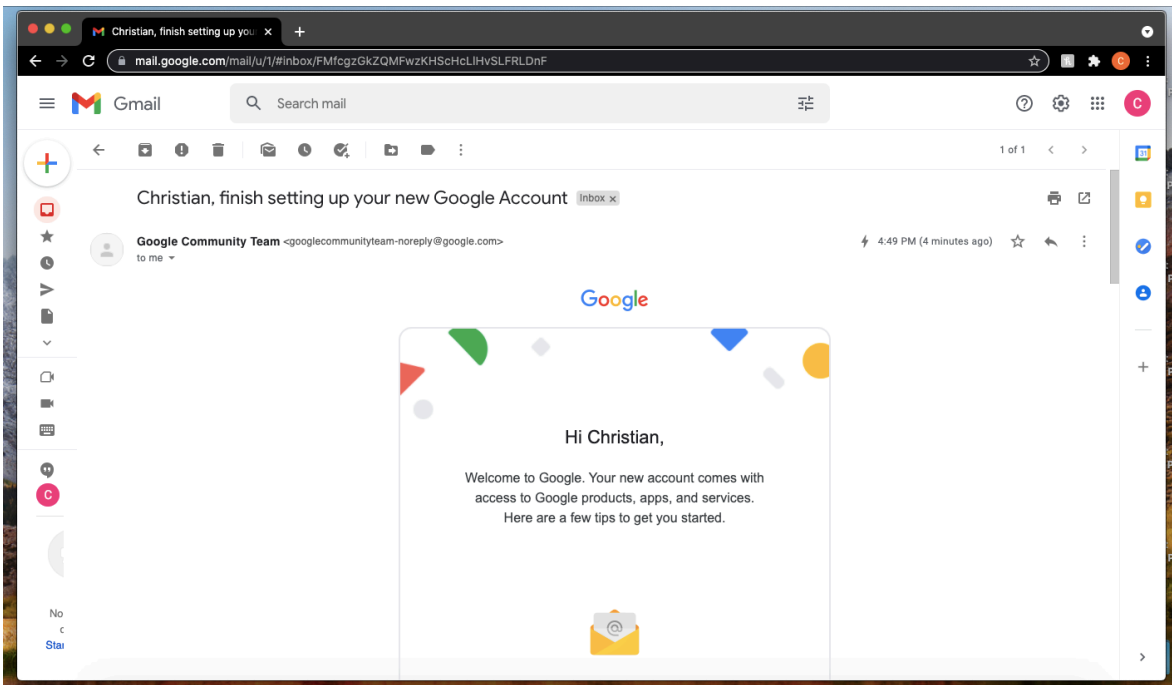 Christian, finish setting up you
mail.google.com/mail/u/1/#inbox/FMfcgzGkZQMFwzKHScHcLlHvSLFRLDnF
C
Gmail
Search mail
C
1 of 1
31
Christian, finish setting up your new Google Account Inbox x
Google Community Team <googlecommunityteam-noreply@google.com>
4:49 PM (4 minutes ago)
to me
Google
Hi Christian,
C
Welcome to Google. Your new account comes with
access to Google products, apps, and services.
Here are a few tips to get you started.
No
c
Star
@